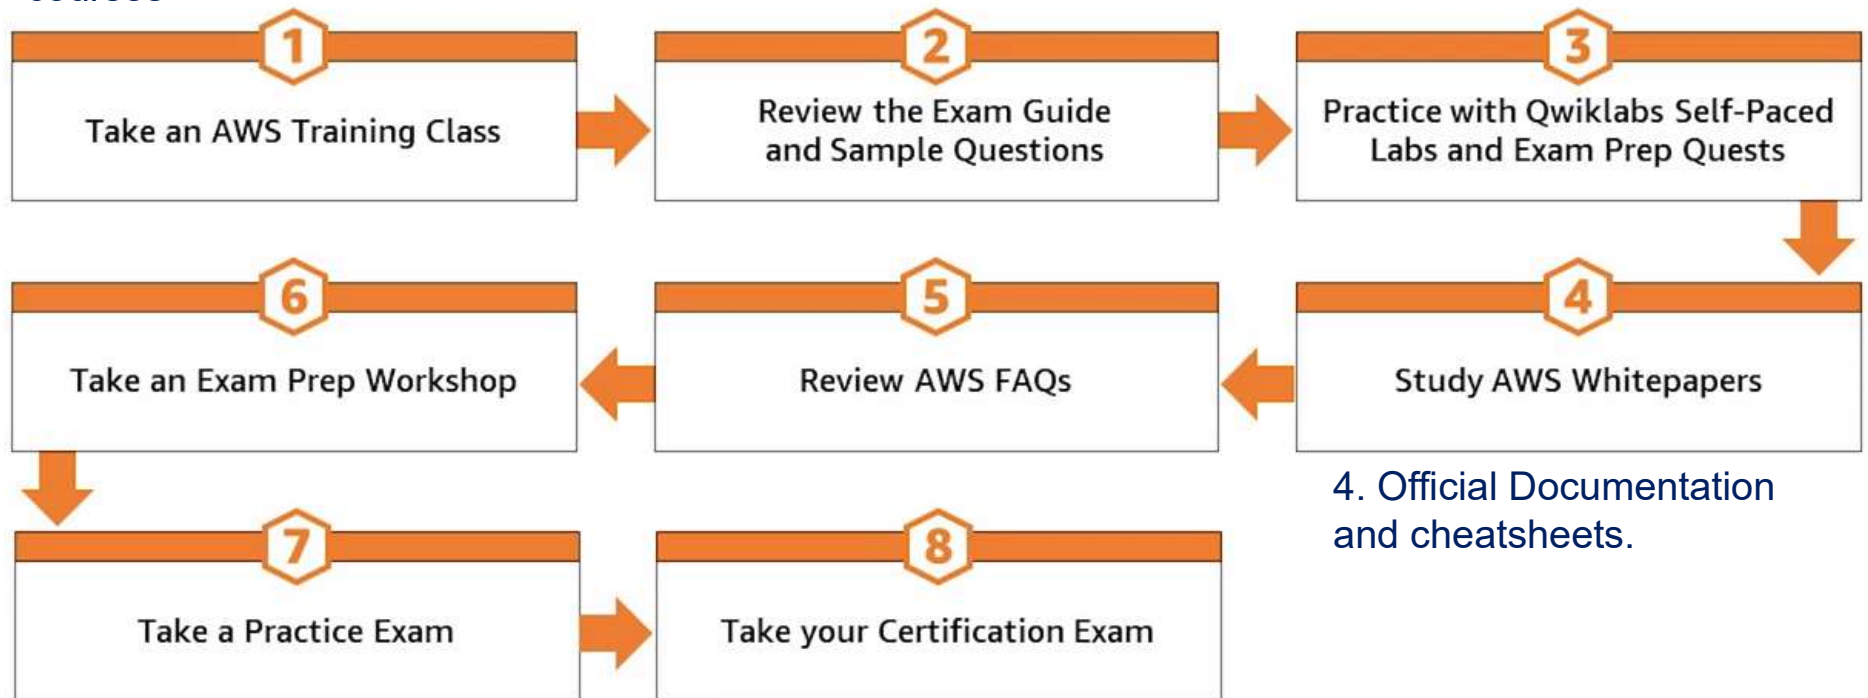 1
Take an AWS Training Class
2
Review the Exam Guide
and Sample Questions
3
Practice with Qwiklabs Self-Paced
Labs and Exam Prep Quests
4
Study AWS Whitepapers
4. Official Documentation
and cheatsheets.
5
Review AWS FAQs
6
Take an Exam Prep Workshop
7
Take a Practice Exam
8
Take your Certification Exam